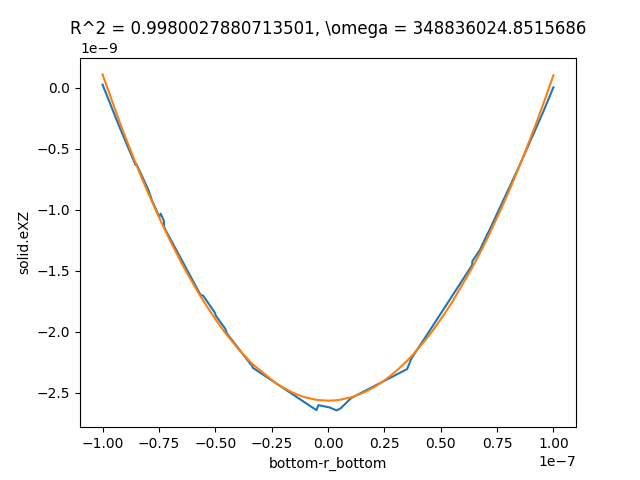 R^2 = 0.9980027880713501, \omega = 348836024.8515686
1e−9
0.0
−0.5
−1.0
−1.5
−2.0
−2.5
solid.eXZ
−1.00 −0.75 −0.50 −0.25 0.00 0.25 0.50 0.75 1.00
bottom-r_bottom
1e−7